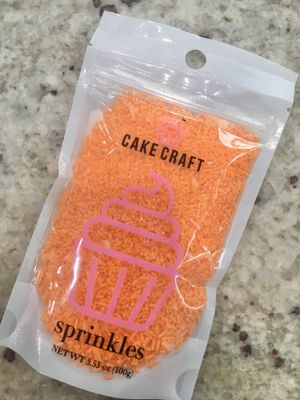 CAKE CRAFT
sprinkles
NET WT 3.53 oz (100g)